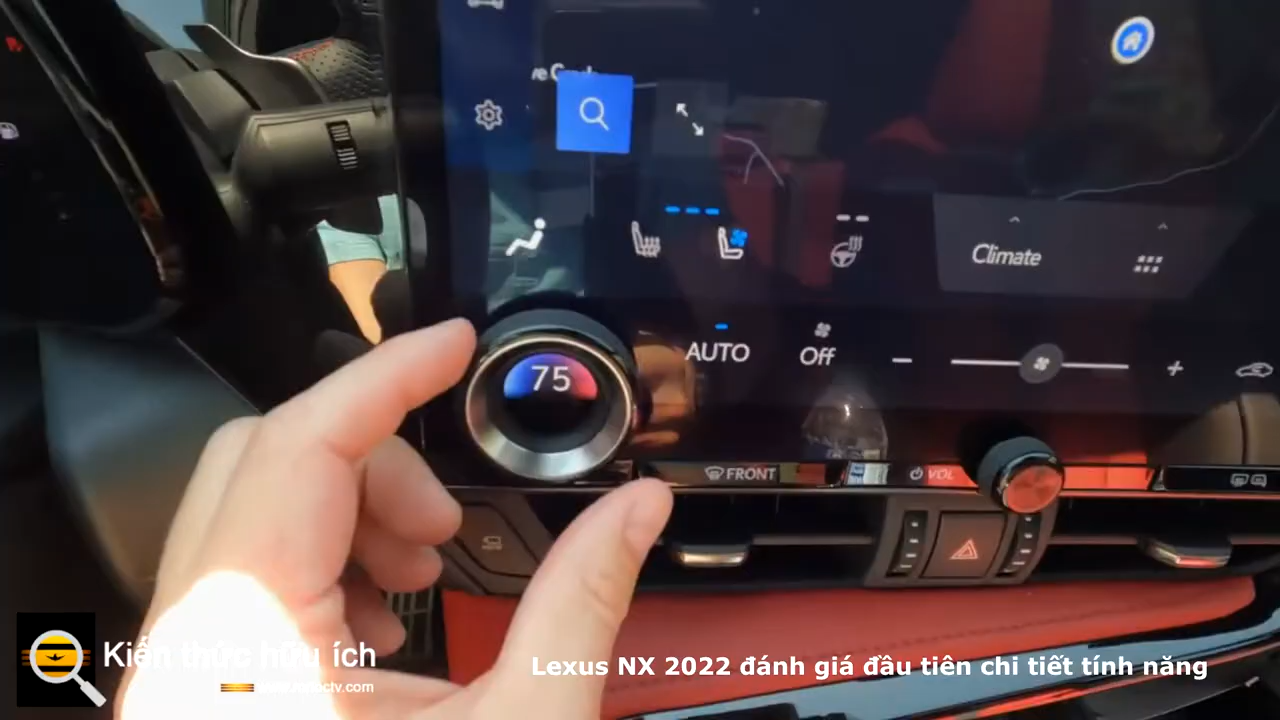 Climate
75
AUTO
Off
FRONT
VOL
Kiến thức hữu ích
Lexus NX 2022 đánh giá đầu tiên chi tiết tính năng